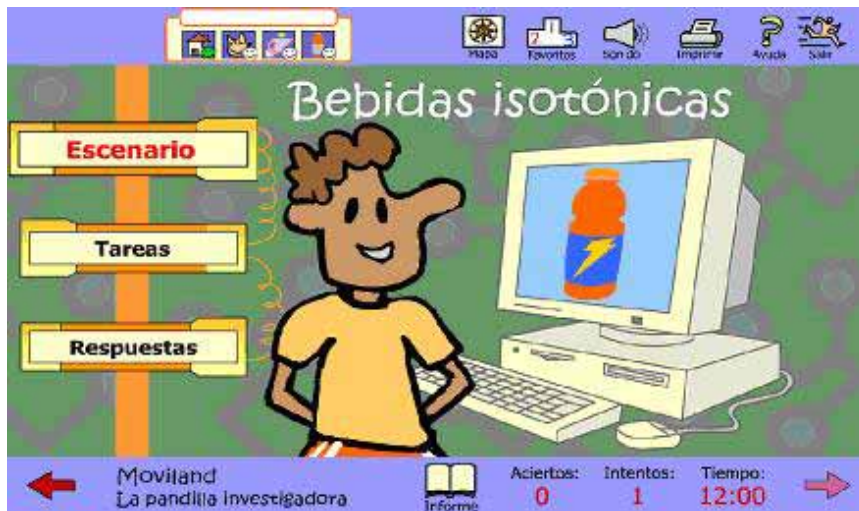 Mapa
Favoritos
Sonido
Imprimir
Ayuda
Salir
Bebidas isotónicas
Escenario
Tareas
Respuestas
Moviland
La pandilla investigadora
Informe
Aciertos:
0
Intentos:
1
Tiempo:
12:00